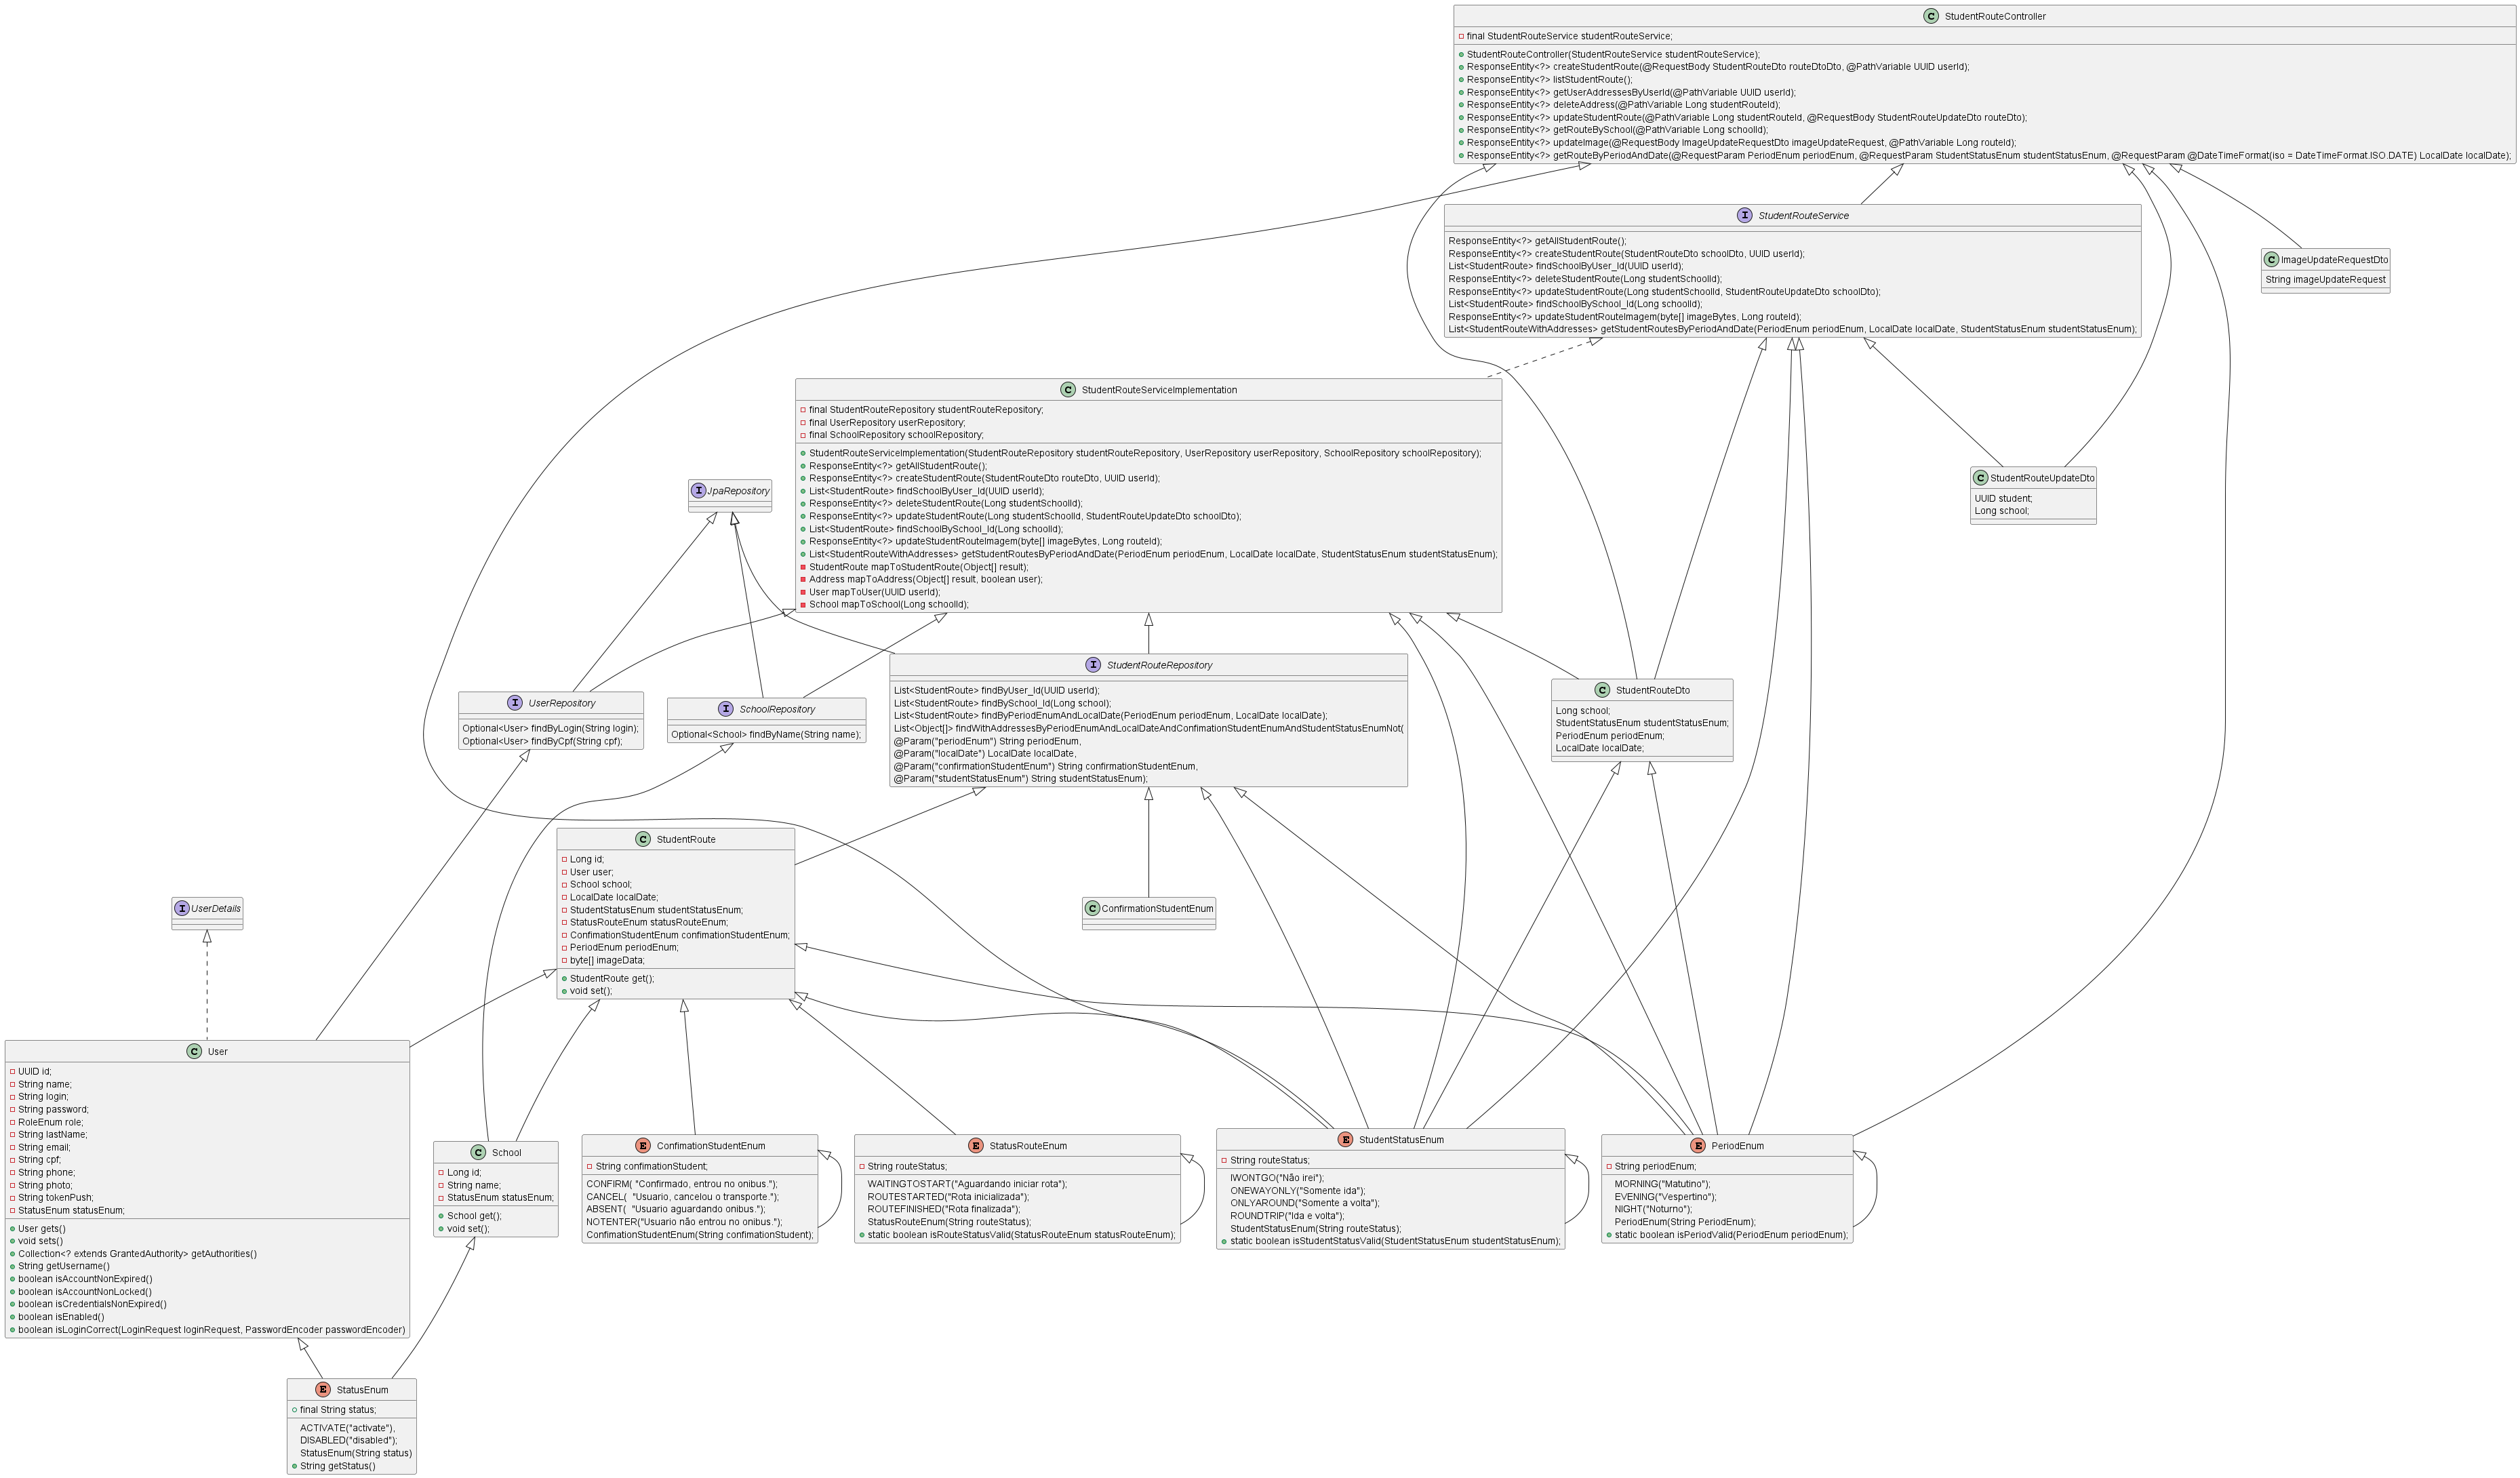 C StudentRouteController
final StudentRouteService studentRouteService;
StudentRouteController(StudentRouteService studentRouteService);
ResponseEntity<?> createStudentRoute(@RequestBody StudentRouteDto routeDtoDto, @PathVariable UUID userId);
ResponseEntity<?> listStudentRoute();
ResponseEntity<?> getUserAddressesByUserId(@PathVariable UUID userId);
ResponseEntity<?> deleteAddress(@PathVariable Long studentRouteId);
ResponseEntity<?> updateStudentRoute(@PathVariable Long studentRouteId, @RequestBody StudentRouteUpdateDto routeDto);
ResponseEntity<?> getRouteBySchool(@PathVariable Long schoolId);
ResponseEntity<?> updateImage(@RequestBody ImageUpdateRequestDto imageUpdateRequest, @PathVariable Long routeId);
ResponseEntity<?> getRouteByPeriodAndDate(@RequestParam PeriodEnum periodEnum, @RequestParam StudentStatusEnum studentStatusEnum, @RequestParam @DateTimeFormat(iso = DateTimeFormat.ISO.DATE) LocalDate localDate);
I StudentRouteService
ResponseEntity<?> getAllStudentRoute();
ResponseEntity<?> createStudentRoute(StudentRouteDto schoolDto, UUID userId);
List<StudentRoute> findSchoolByUser_Id(UUID userId);
ResponseEntity<?> deleteStudentRoute(Long studentSchoolId);
ResponseEntity<?> updateStudentRoute(Long studentSchoolId, StudentRouteUpdateDto schoolDto);
List<StudentRoute> findSchoolBySchool_Id(Long schoolId);
ResponseEntity<?> updateStudentRouteImagem(byte[] imageBytes, Long routeId);
List<StudentRouteWithAddresses> getStudentRoutesByPeriodAndDate(PeriodEnum periodEnum, LocalDate localDate, StudentStatusEnum studentStatusEnum);
C ImageUpdateRequestDto
String imageUpdateRequest
C StudentRouteServiceImplementation
final StudentRouteRepository studentRouteRepository;
final UserRepository userRepository;
final SchoolRepository schoolRepository;
StudentRouteServiceImplementation(StudentRouteRepository studentRouteRepository, UserRepository userRepository, SchoolRepository schoolRepository);
ResponseEntity<?> getAllStudentRoute();
ResponseEntity<?> createStudentRoute(StudentRouteDto routeDto, UUID userId);
List<StudentRoute> findSchoolByUser_Id(UUID userId);
ResponseEntity<?> deleteStudentRoute(Long studentSchoolId);
ResponseEntity<?> updateStudentRoute(Long studentSchoolId, StudentRouteUpdateDto schoolDto);
List<StudentRoute> findSchoolBySchool_Id(Long schoolId);
ResponseEntity<?> updateStudentRouteImagem(byte[] imageBytes, Long routeId);
List<StudentRouteWithAddresses> getStudentRoutesByPeriodAndDate(PeriodEnum periodEnum, LocalDate localDate, StudentStatusEnum studentStatusEnum);
StudentRoute mapToStudentRoute(Object[] result);
Address mapToAddress(Object[] result, boolean user);
User mapToUser(UUID userId);
School mapToSchool(Long schoolId);
I JpaRepository
C StudentRouteUpdateDto
UUID student;
Long school;
I UserRepository
Optional<User> findByLogin(String login);
Optional<User> findByCpf(String cpf);
I SchoolRepository
Optional<School> findByName(String name);
I StudentRouteRepository
List<StudentRoute> findByUser_Id(UUID userId);
List<StudentRoute> findBySchool_Id(Long school);
List<StudentRoute> findByPeriodEnumAndLocalDate(PeriodEnum periodEnum, LocalDate localDate);
List<Object[]> findWithAddressesByPeriodEnumAndLocalDateAndConfimationStudentEnumAndStudentStatusEnumNot(
@Param("periodEnum") String periodEnum,
@Param("localDate") LocalDate localDate,
@Param("confirmationStudentEnum") String confirmationStudentEnum,
@Param("studentStatusEnum") String studentStatusEnum);
C StudentRouteDto
Long school;
StudentStatusEnum studentStatusEnum;
PeriodEnum periodEnum;
LocalDate localDate;
C StudentRoute
Long id;
User user;
School school;
LocalDate localDate;
StudentStatusEnum studentStatusEnum;
StatusRouteEnum statusRouteEnum;
ConfimationStudentEnum confimationStudentEnum;
PeriodEnum periodEnum;
byte[] imageData;
StudentRoute get();
void set();
I UserDetails
C ConfirmationStudentEnum
C User
UUID id;
String name;
String login;
String password;
RoleEnum role;
String lastName;
String email;
String cpf;
String phone;
String photo;
String tokenPush;
StatusEnum statusEnum;
User gets()
void sets()
Collection<? extends GrantedAuthority> getAuthorities()
String getUsername()
boolean isAccountNonExpired()
boolean isAccountNonLocked()
boolean isCredentialsNonExpired()
boolean isEnabled()
boolean isLoginCorrect(LoginRequest loginRequest, PasswordEncoder passwordEncoder)
C School
Long id;
String name;
StatusEnum statusEnum;
School get();
void set();
E ConfimationStudentEnum
String confimationStudent;
CONFIRM( "Confirmado, entrou no onibus.");
CANCEL( "Usuario, cancelou o transporte.");
ABSENT( "Usuario aguardando onibus.");
NOTENTER("Usuario não entrou no onibus.");
ConfimationStudentEnum(String confimationStudent);
E StatusRouteEnum
String routeStatus;
WAITINGTOSTART("Aguardando iniciar rota");
ROUTESTARTED("Rota inicializada");
ROUTEFINISHED("Rota finalizada");
StatusRouteEnum(String routeStatus);
static boolean isRouteStatusValid(StatusRouteEnum statusRouteEnum);
E StudentStatusEnum
String routeStatus;
IWONTGO("Não irei");
ONEWAYONLY("Somente ida");
ONLYAROUND("Somente a volta");
ROUNDTRIP("Ida e volta");
StudentStatusEnum(String routeStatus);
static boolean isStudentStatusValid(StudentStatusEnum studentStatusEnum);
E PeriodEnum
String periodEnum;
MORNING("Matutino");
EVENING("Vespertino");
NIGHT("Noturno");
PeriodEnum(String PeriodEnum);
static boolean isPeriodValid(PeriodEnum periodEnum);
E StatusEnum
final String status;
ACTIVATE("activate"),
DISABLED("disabled");
StatusEnum(String status)
String getStatus()